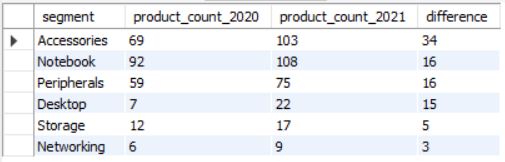 segment product_count_2020 product_count_2021 difference
Accessories 69 103 34
Notebook 92 108 16
Peripherals 59 75 16
Desktop 7 22 15
Storage 12 17 5
Networking 6 9 3